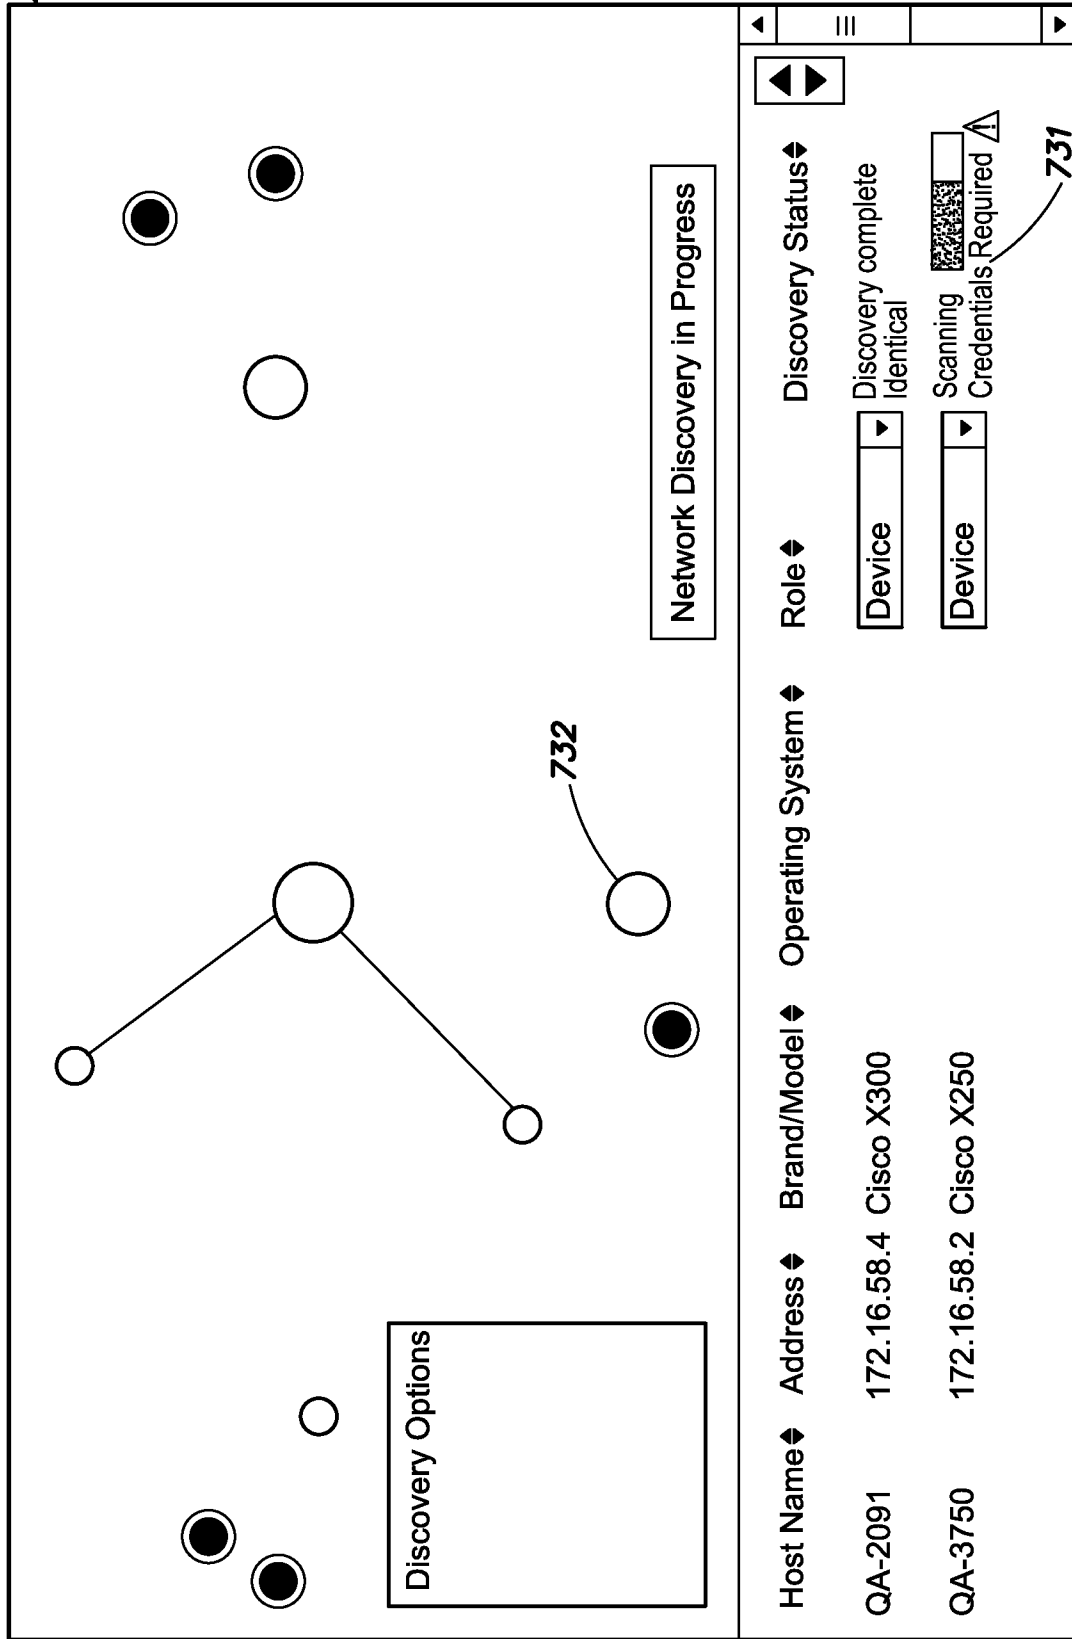 Network Discovery in Progress
732
Discovery Options
Host Name Address Brand/Model Operating System Role Discovery Status
QA-2091 172.16.58.4 Cisco X300 Device Discovery complete
Identical
QA-3750 172.16.58.2 Cisco X250 Device Scanning
Credentials Required
731